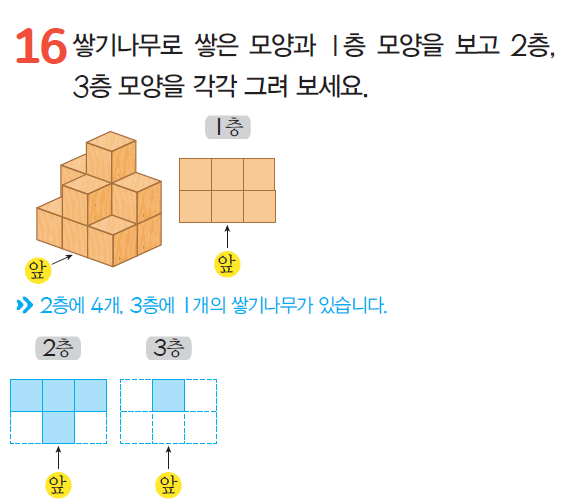 16 쌓기나무로 쌓은 모양과 1층 모양을 보고 2층,
3층 모양을 각각 그려 보세요.
1층
앞
앞
2층에 4개, 3층에 1개의 쌓기나무가 있습니다.
2층
3층
앞
앞